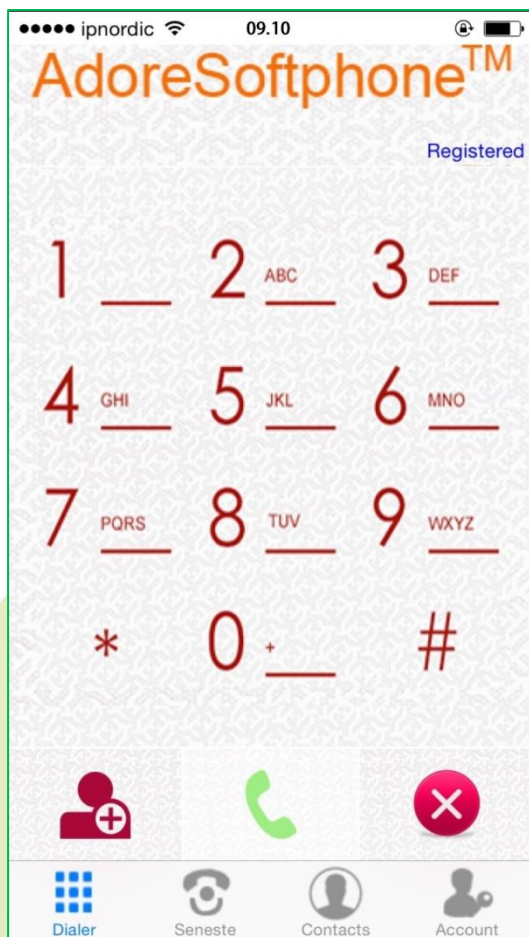 ipnordic 09.10
AdoreSoftphone™
Registered
1 2 ABC 3 DEF
4 GHI 5 JKL 6 MNO
7 PQRS 8 TUV 9 WXYZ
* 0 + #
Dialer Seneste Contacts Account